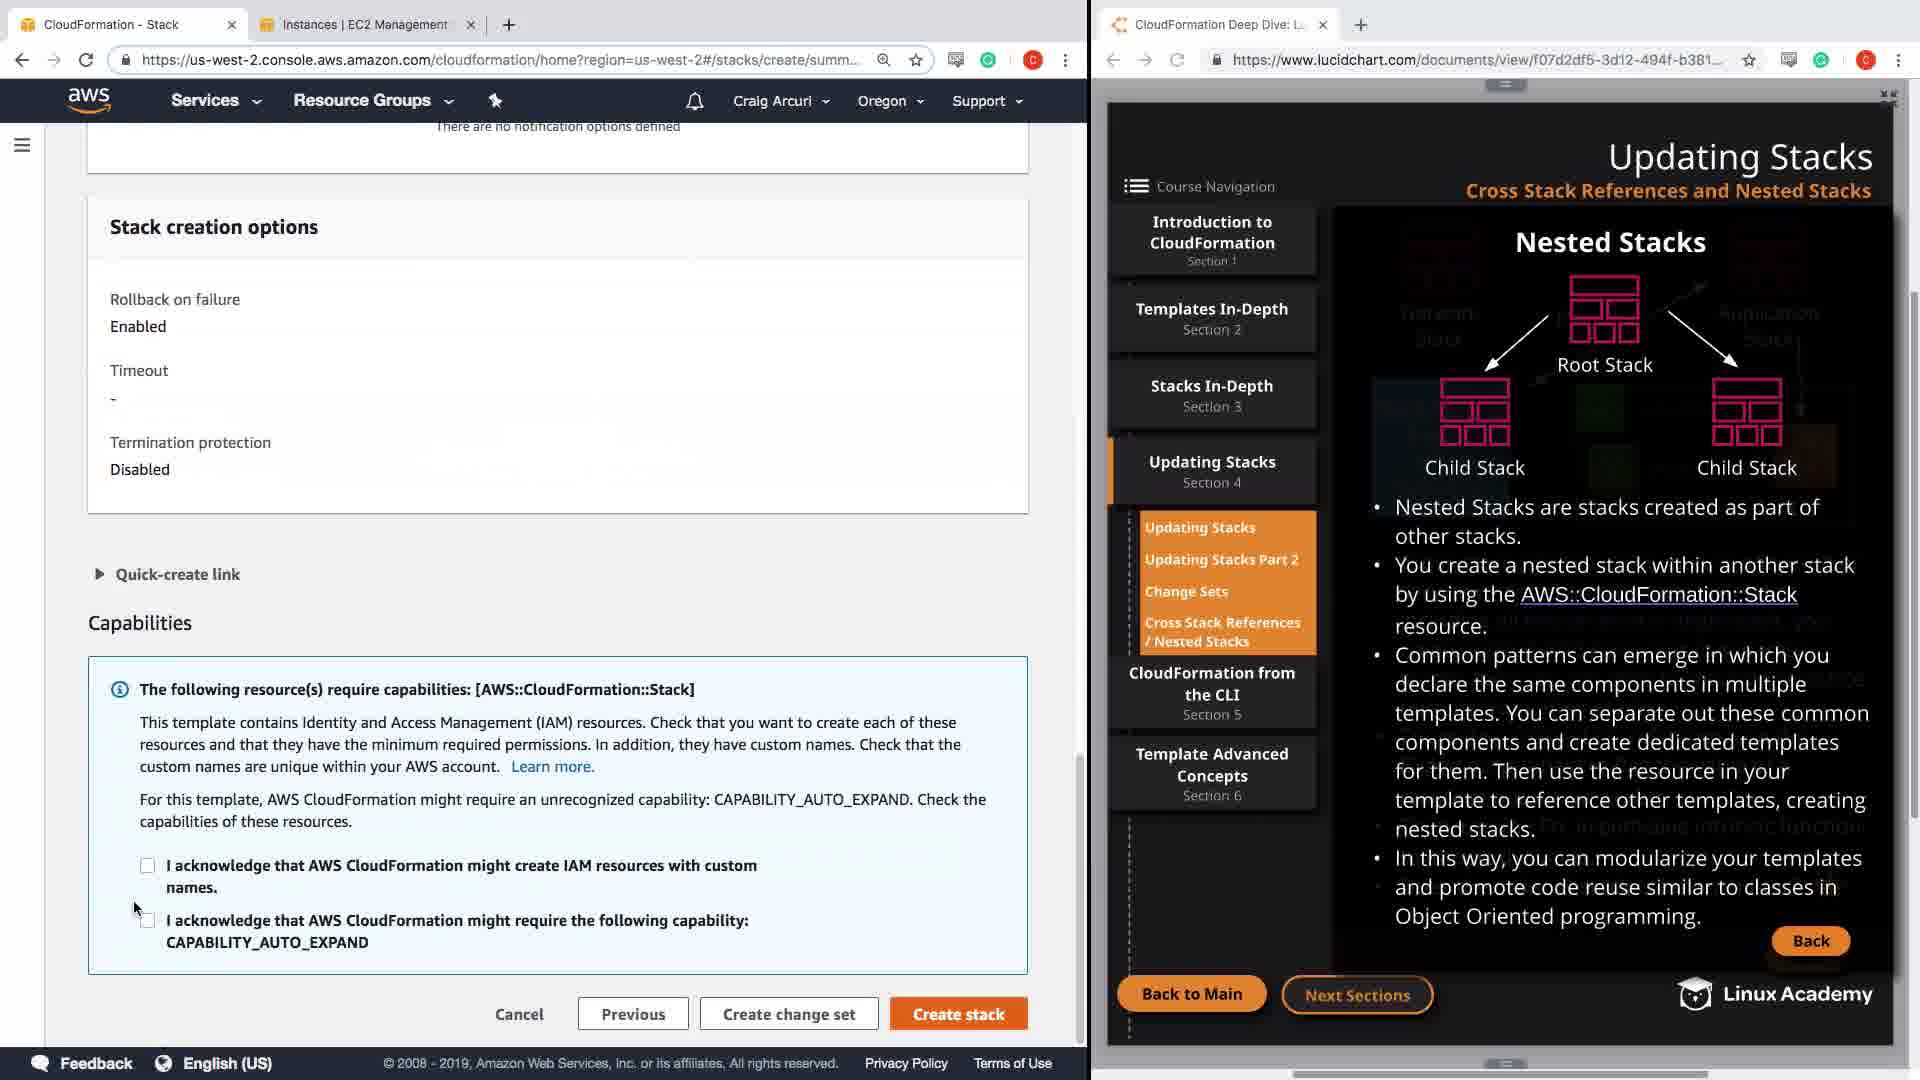 CloudFormation - Stack
Instances | EC2 Management
https://us-west-2.console.aws.amazon.com/cloudformation/home?region=us-west-2#/stacks/create/summ...
C
aws
Services
Resource Groups
Craig Arcuri
Oregon
Support
There are no notification options defined
Stack creation options
Rollback on failure
Enabled
Timeout
-
Termination protection
Disabled
Quick-create link
Capabilities
The following resource(s) require capabilities: [AWS::CloudFormation::Stack]
This template contains Identity and Access Management (IAM) resources. Check that you want to create each of these
resources and that they have the minimum required permissions. In addition, they have custom names. Check that the
custom names are unique within your AWS account. Learn more.
For this template, AWS CloudFormation might require an unrecognized capability: CAPABILITY_AUTO_EXPAND. Check the
capabilities of these resources.
I acknowledge that AWS CloudFormation might create IAM resources with custom
names.
I acknowledge that AWS CloudFormation might require the following capability:
CAPABILITY_AUTO_EXPAND
Cancel
Previous
Create change set
Create stack
Feedback
English (US)
© 2008 - 2019, Amazon Web Services, Inc. or its affiliates. All rights reserved.
Privacy Policy
Terms of Use
CloudFormation Deep Dive: L...
https://www.lucidchart.com/documents/view/f07d2df5-3d12-494f-b381...
C
Updating Stacks
Cross Stack References and Nested Stacks
Course Navigation
Introduction to
CloudFormation
Section 1
Templates In-Depth
Section 2
Stacks In-Depth
Section 3
Updating Stacks
Section 4
Updating Stacks
Updating Stacks Part 2
Change Sets
Cross Stack References
/ Nested Stacks
CloudFormation from
the CLI
Section 5
Template Advanced
Concepts
Section 6
Nested Stacks
Root Stack
Child Stack
Child Stack
• Nested Stacks are stacks created as part of
other stacks.
• You create a nested stack within another stack
by using the AWS::CloudFormation::Stack
resource.
• Common patterns can emerge in which you
declare the same components in multiple
templates. You can separate out these common
components and create dedicated templates
for them. Then use the resource in your
template to reference other templates, creating
nested stacks.
• In this way, you can modularize your templates
and promote code reuse similar to classes in
Object Oriented programming.
Back
Back to Main
Next Sections
Linux Academy